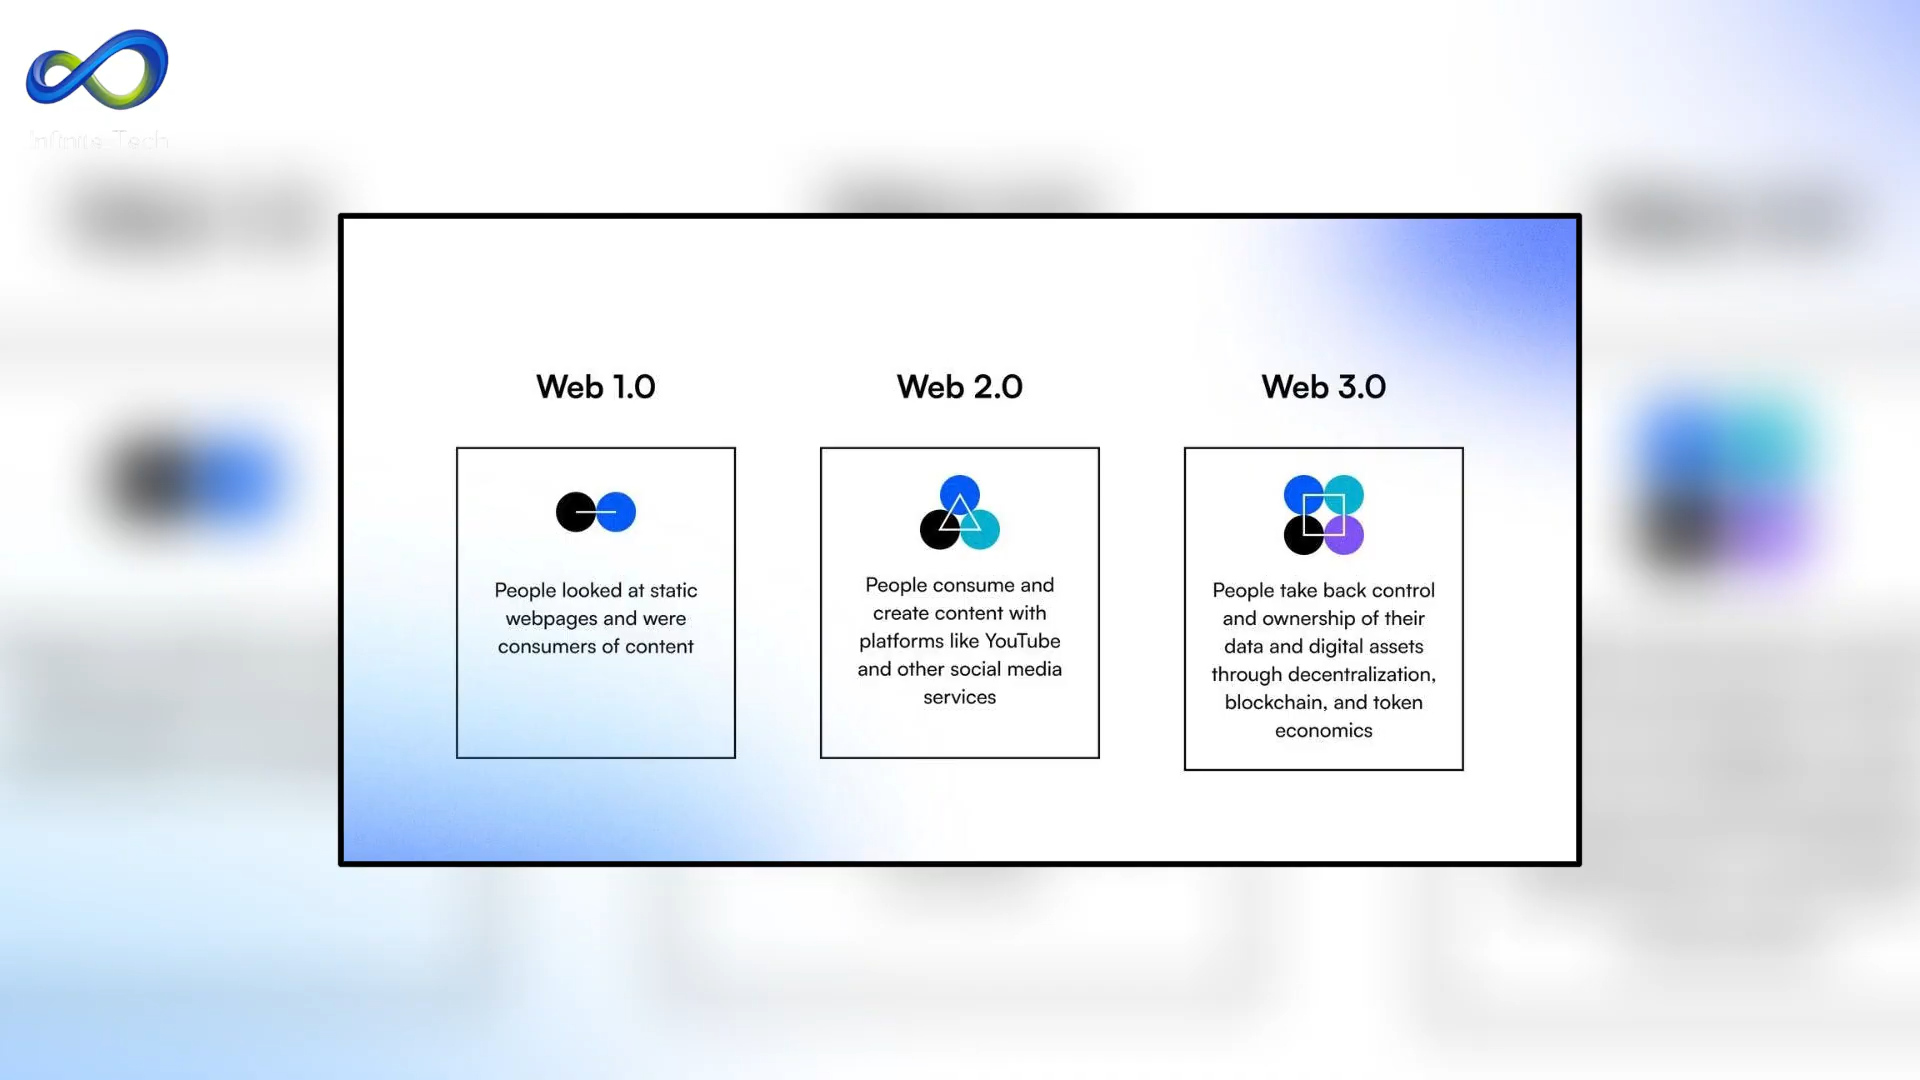 Infinite-Tech
Web 1.0
People looked at static
webpages and were
consumers of content
Web 2.0
People consume and
create content with
platforms like YouTube
and other social media
services
Web 3.0
People take back control
and ownership of their
data and digital assets
through decentralization,
blockchain, and token
economics